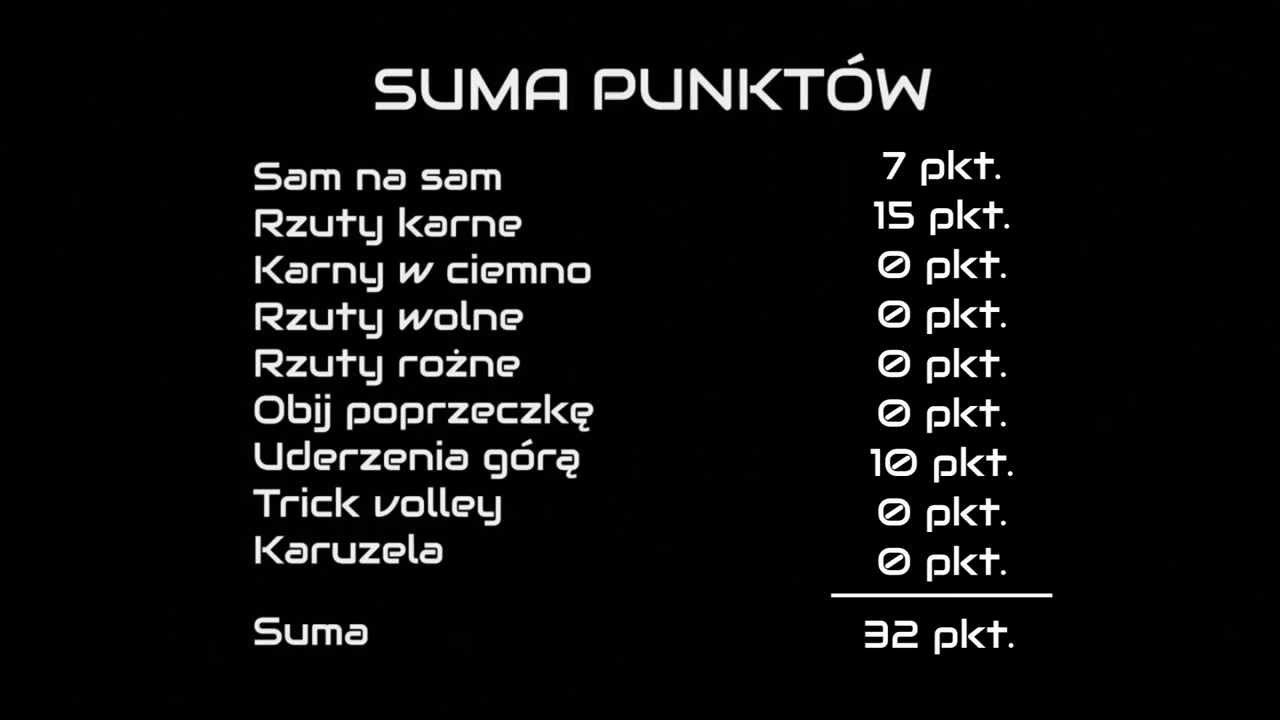 SUMA PUNKTÓW
Sam na sam 7 pkt.
Rzuty karne 15 pkt.
Karny w ciemno 0 pkt.
Rzuty wolne 0 pkt.
Rzuty rożne 0 pkt.
Obij poprzeczkę 0 pkt.
Uderzenia górą 10 pkt.
Trick volley 0 pkt.
Karuzela 0 pkt.
Suma 32 pkt.